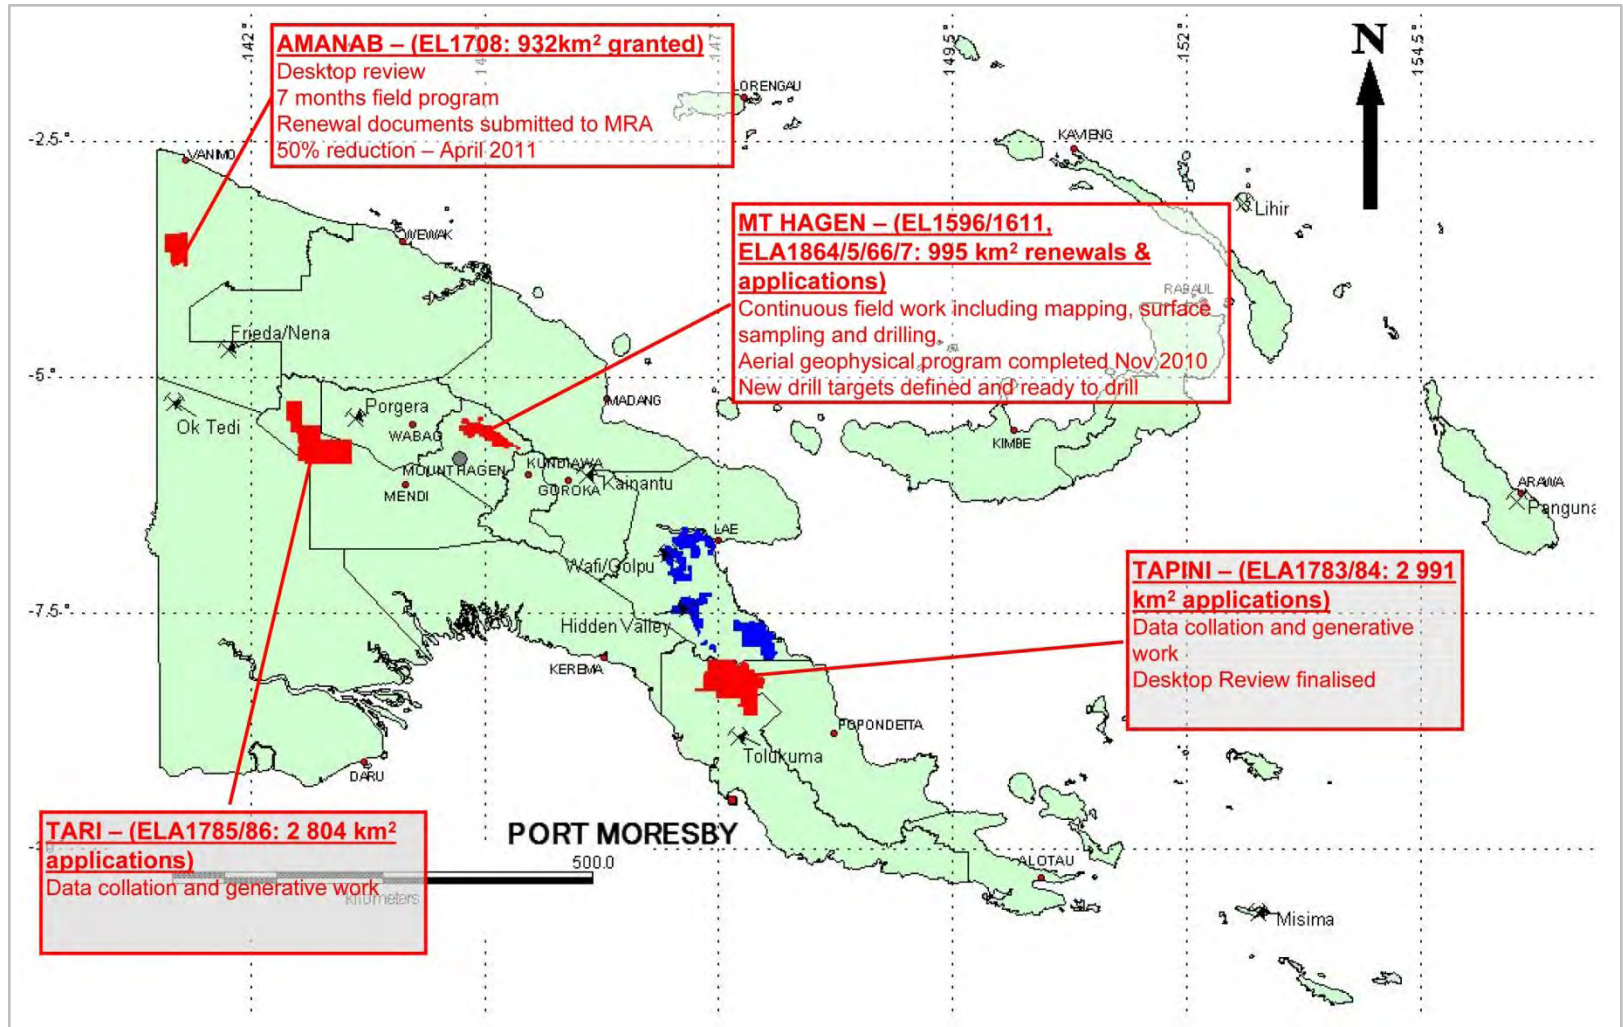 142°
147°
149.5°
152°
154.5°
N
AMANAB – (EL1708: 932km² granted)
Desktop review
7 months field program
Renewal documents submitted to MRA
50% reduction – April 2011
LORENGAU
-2.5°
VANIMO
KAVIENG
Lihir
WEWAK
MT HAGEN – (EL1596/1611,
ELA1864/5/66/7: 995 km² renewals &
applications)
Continuous field work including mapping, surface
sampling and drilling,
Aerial geophysical program completed Nov 2010
New drill targets defined and ready to drill
RABAUL
Frieda/Nena
-5°
Ok Tedi
Porgera
WABAG
MADANG
MOUNT HAGEN
MENDI
KUNDIAWA
GOROKA
Kainantu
KIMBE
ARAWA
Panguna
LAE
Wafi/Golpu
-7.5°
Hidden Valley
KEREMA
TAPINI – (ELA1783/84: 2 991
km² applications)
Data collation and generative
work
Desktop Review finalised
POPONDETTA
Tolukuma
DARU
TARI – (ELA1785/86: 2 804 km²
applications)
Data collation and generative work
PORT MORESBY
500.0
kilometers
ALOTAU
Misima